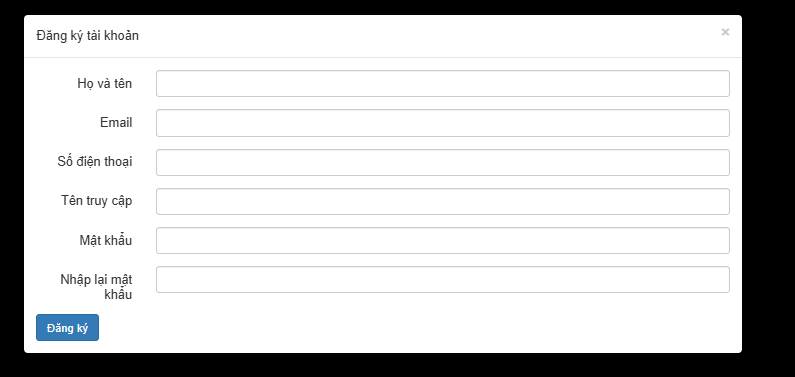 Đăng ký tài khoản ×
Họ và tên
Email
Số điện thoại
Tên truy cập
Mật khẩu
Nhập lại mật
khẩu
Đăng ký